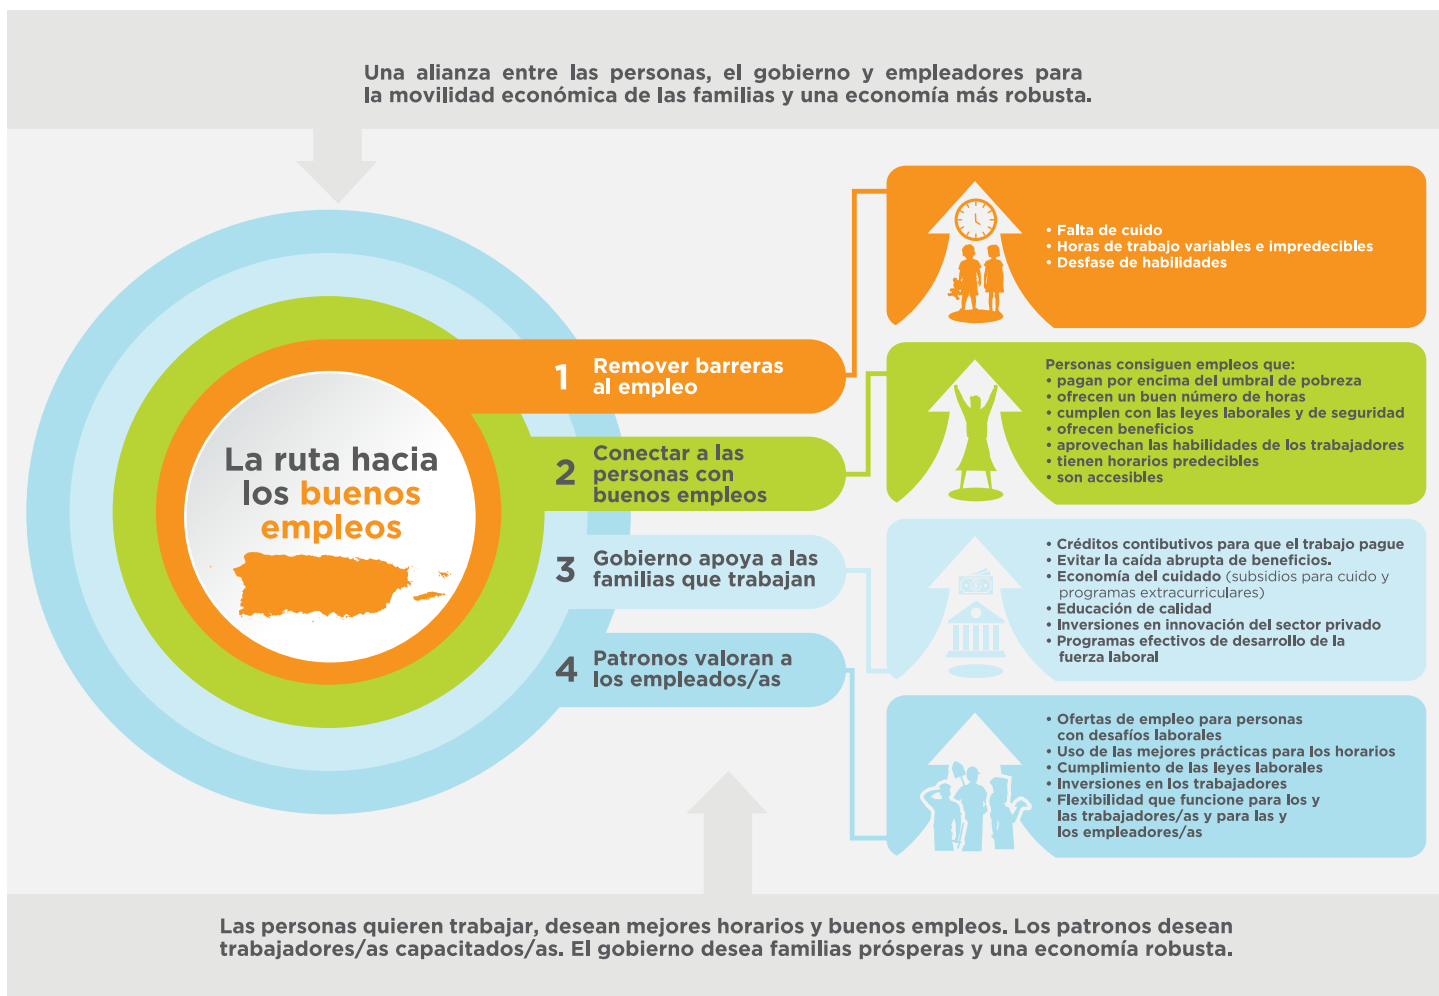 Una alianza entre las personas, el gobierno y empleadores para
la movilidad económica de las familias y una economía más robusta.
La ruta hacia
los buenos
empleos
1 Remover barreras
al empleo
• Falta de cuido
• Horas de trabajo variables e impredecibles
• Desfase de habilidades
2 Conectar a las
personas con
buenos empleos
Personas consiguen empleos que:
• pagan por encima del umbral de pobreza
• ofrecen un buen número de horas
• cumplen con las leyes laborales y de seguridad
• ofrecen beneficios
• aprovechan las habilidades de los trabajadores
• tienen horarios predecibles
• son accesibles
3 Gobierno apoya a las
familias que trabajan
• Créditos contibutivos para que el trabajo pague
• Evitar la caída abrupta de beneficios.
• Economía del cuidado (subsidios para cuido y
programas extracurriculares)
• Educación de calidad
• Inversiones en innovación del sector privado
• Programas efectivos de desarrollo de la
fuerza laboral
4 Patronos valoran a
los empleados/as
• Ofertas de empleo para personas
con desafíos laborales
• Uso de las mejores prácticas para los horarios
• Cumplimiento de las leyes laborales
• Inversiones en los trabajadores
• Flexibilidad que funcione para los y
las trabajadores/as y para las y
los empleadores/as
Las personas quieren trabajar, desean mejores horarios y buenos empleos. Los patronos desean
trabajadores/as capacitados/as. El gobierno desea familias prósperas y una economía robusta.